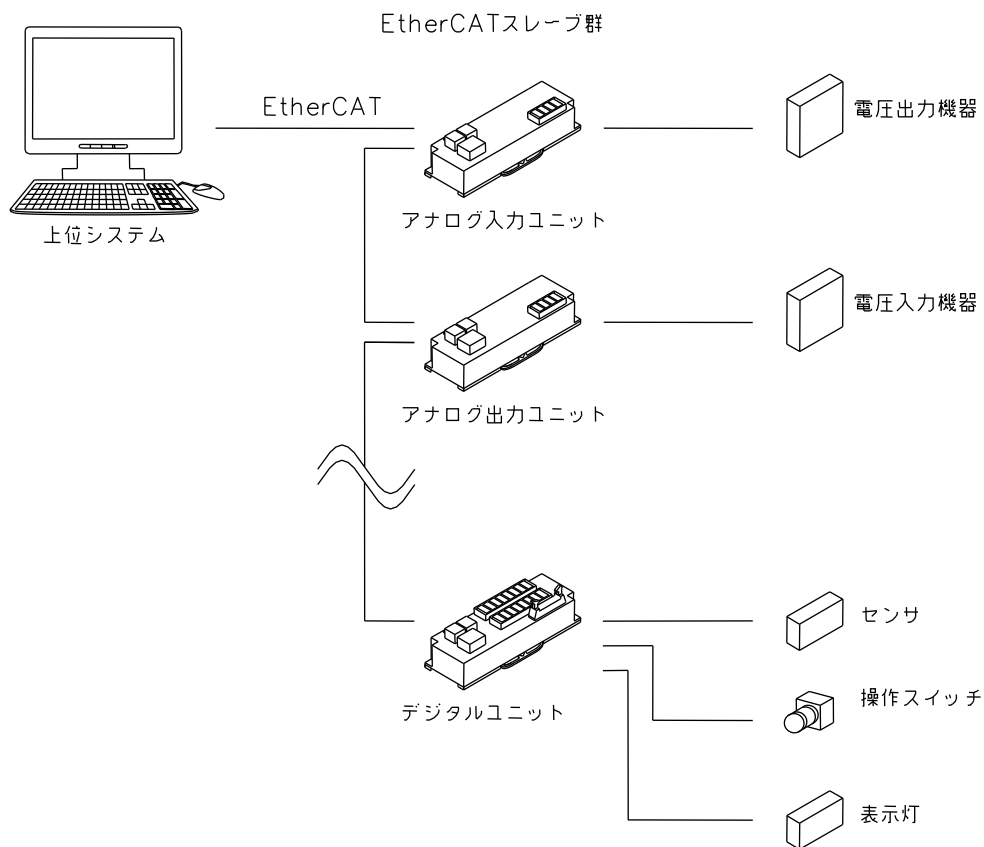 EtherCATスレーブ群
EtherCAT
電圧出力機器
アナログ入力ユニット
上位システム
電圧入力機器
アナログ出力ユニット
センサ
操作スイッチ
デジタルユニット
表示灯